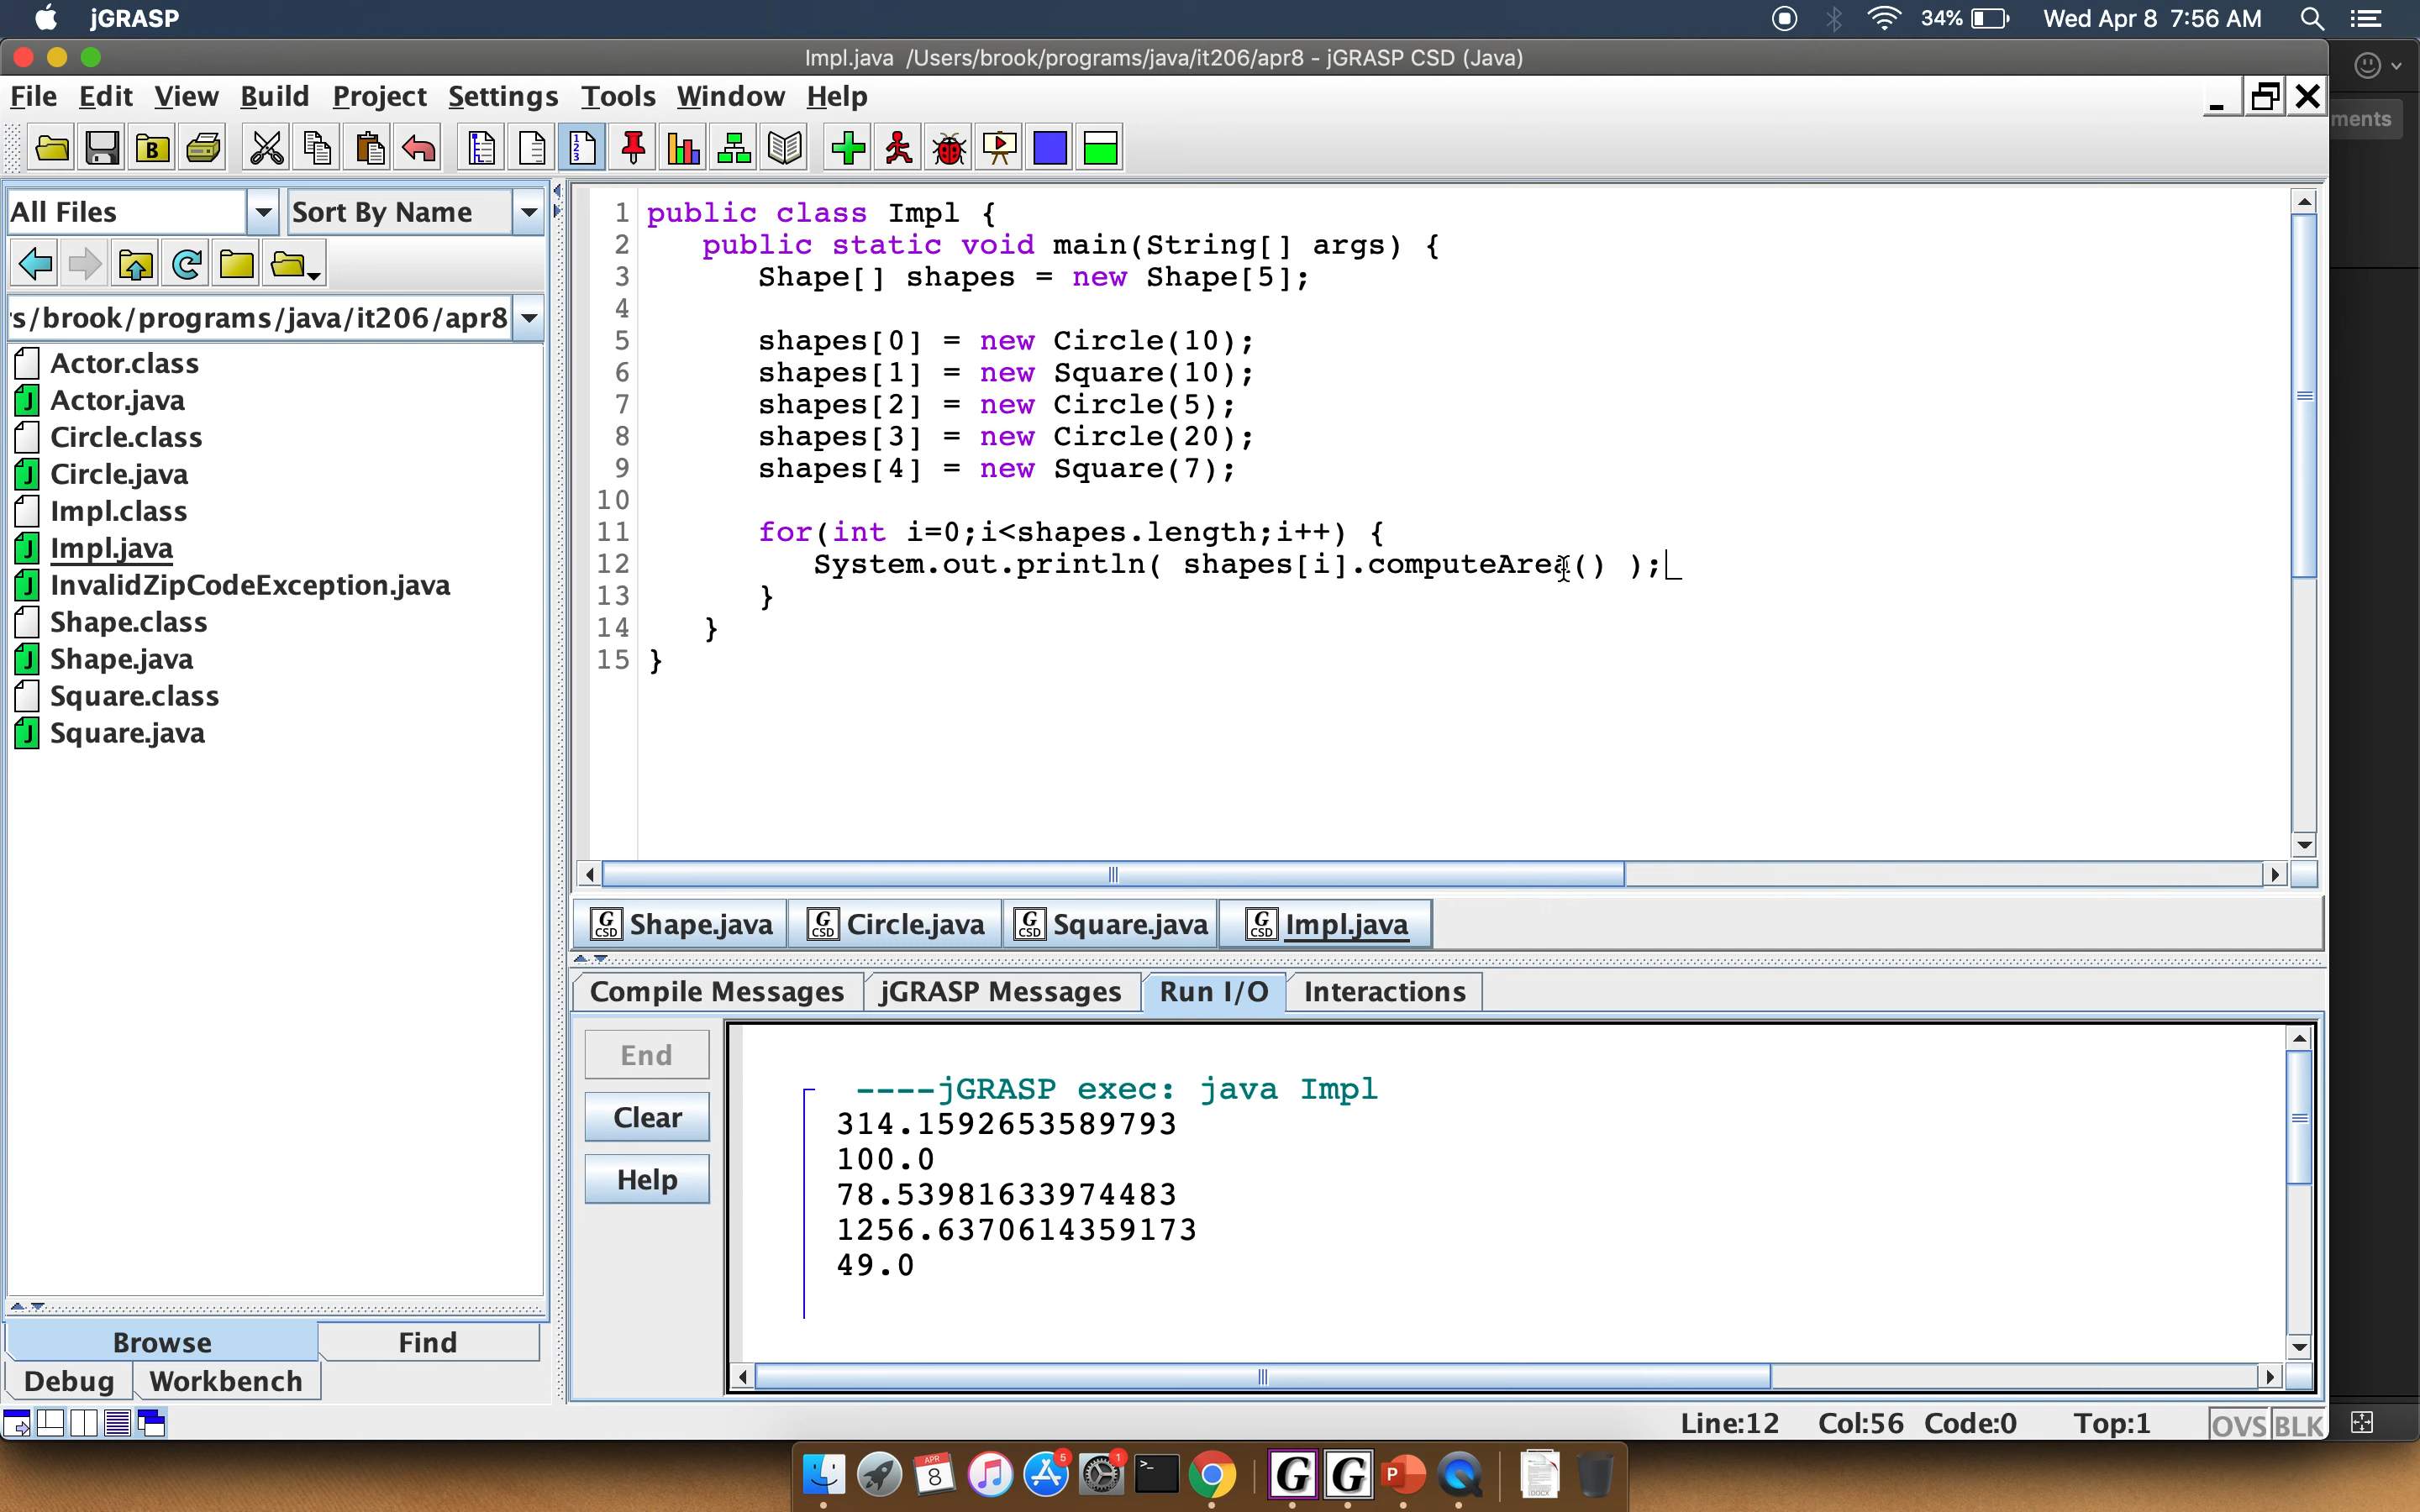 jGRASP
34%
Wed Apr 8 7:56 AM
Impl.java /Users/brook/programs/java/it206/apr8 - jGRASP CSD (Java)
File Edit View Build Project Settings Tools Window Help
ments
All Files
Sort By Name
s/brook/programs/java/it206/apr8
Actor.class
Actor.java
Circle.class
Circle.java
Impl.class
Impl.java
InvalidZipCodeException.java
Shape.class
Shape.java
Square.class
Square.java
Browse
Find
Debug
Workbench
1 public class Impl {
2 public static void main(String[] args) {
3 Shape[] shapes = new Shape[5];
4
5 shapes[0] = new Circle(10);
6 shapes[1] = new Square(10);
7 shapes[2] = new Circle(5);
8 shapes[3] = new Circle(20);
9 shapes[4] = new Square(7);
10
11 for(int i=0;i<shapes.length;i++) {
12 System.out.println( shapes[i].computeArea() );
13 }
14 }
15 }
Shape.java
Circle.java
Square.java
Impl.java
Compile Messages
jGRASP Messages
Run I/O
Interactions
End
Clear
Help
----jGRASP exec: java Impl
314.1592653589793
100.0
78.53981633974483
1256.6370614359173
49.0
Line:12 Col:56 Code:0 Top:1
OVS BLK